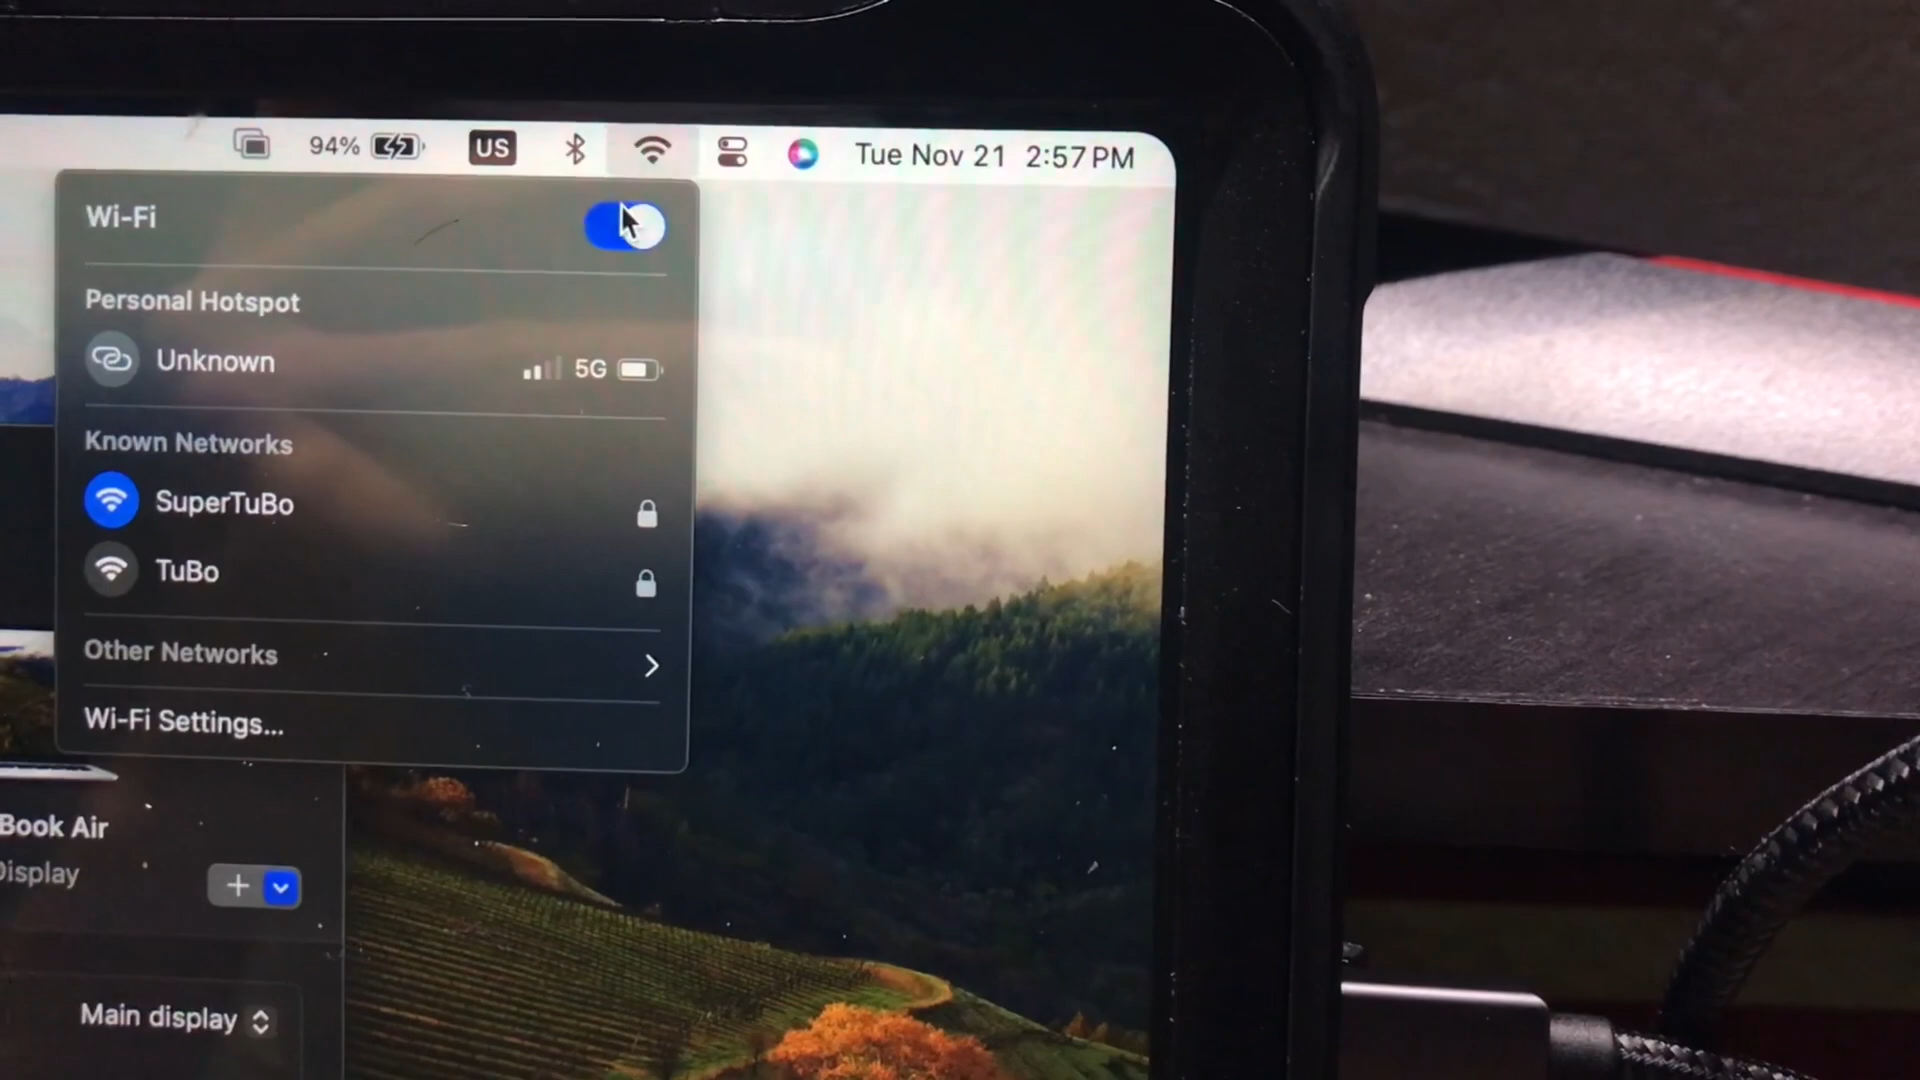 94% US Tue Nov 21 2:57 PM
Wi-Fi
Personal Hotspot
Unknown 5G
Known Networks
SuperTuBo
TuBo
Other Networks
Wi-Fi Settings...
Book Air
Display
Main display